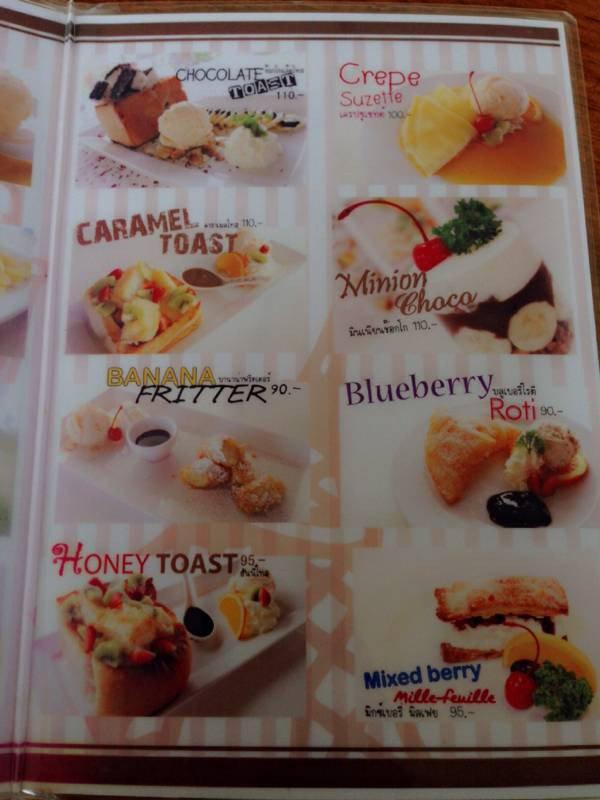 CHOCOLATE
TOAST
110.-
CARAMEL
TOAST
คาราเมลโทส 110.-
BANANA บานาน่าฟริตเตอร์
FRITTER 90.-
HONEY TOAST 95.-
ฮันนี่โทส
Crepe
Suzette
เครปซูเซทท์ 100.-
Minion
Choco
มินเนียนช๊อกโก 110.-
Blueberry บลูเบอรี่โรตี
Roti 90.-
Mixed berry
Mille-feuille
มิกซ์เบอรี่ มิลเฟย 95.-